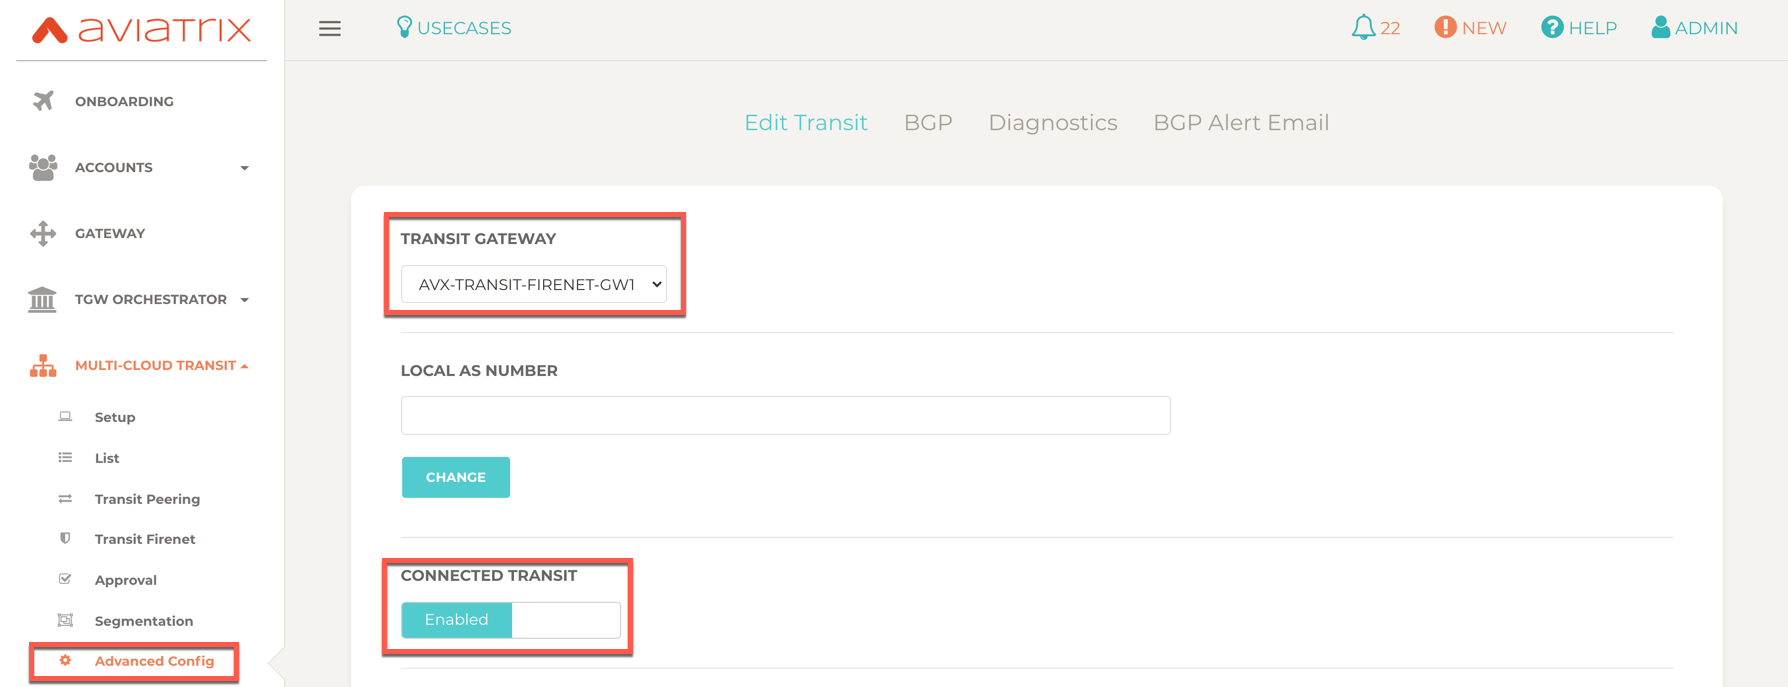 aviatrix
USECASES
22
NEW
HELP
ADMIN
ONBOARDING
ACCOUNTS
GATEWAY
TGW ORCHESTRATOR
MULTI-CLOUD TRANSIT
Setup
List
Transit Peering
Transit Firenet
Approval
Segmentation
Advanced Config
Edit Transit
BGP
Diagnostics
BGP Alert Email
TRANSIT GATEWAY
AVX-TRANSIT-FIRENET-GW1
LOCAL AS NUMBER
CHANGE
CONNECTED TRANSIT
Enabled